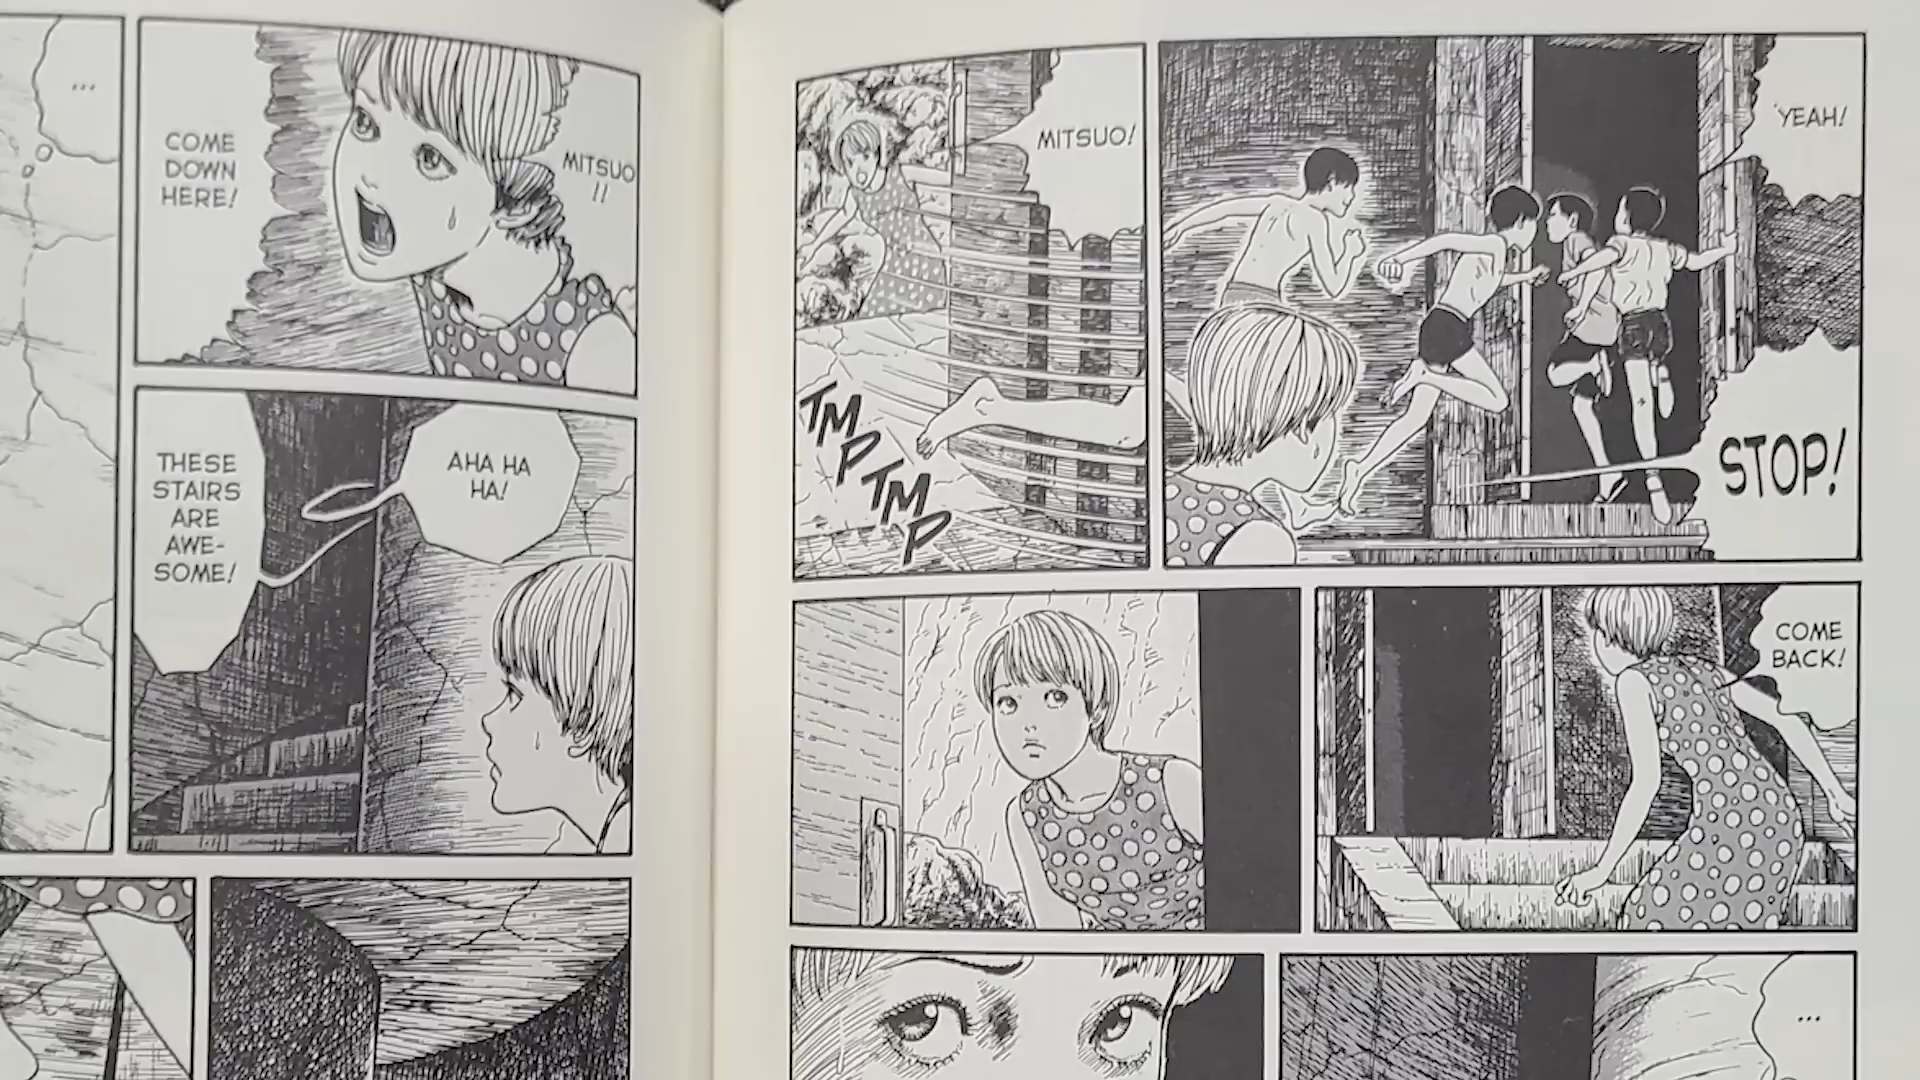 YEAH!
STOP!
MITSUO!
TMP
TMP
COME
BACK!
...
MITSUO
!!
COME
DOWN
HERE!
AHA HA
HA!
THESE
STAIRS
ARE
AWE-
SOME!
...